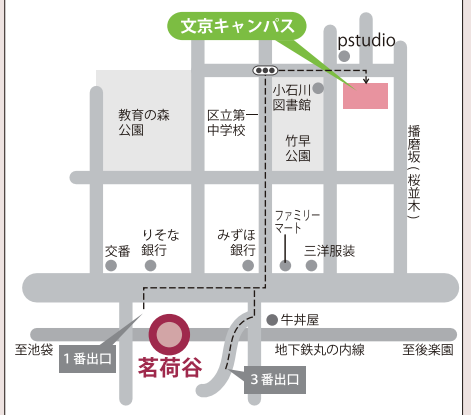 文京キャンパス
pstudio
小石川
図書館
教育の森
公園
区立第一
中学校
竹早
公園
播磨坂(桜並木)
ファミリー
マート
りそな
銀行
みずほ
銀行
交番
三洋服装
牛丼屋
至池袋
1番出口
茗荷谷
地下鉄丸の内線
至後楽園
3番出口